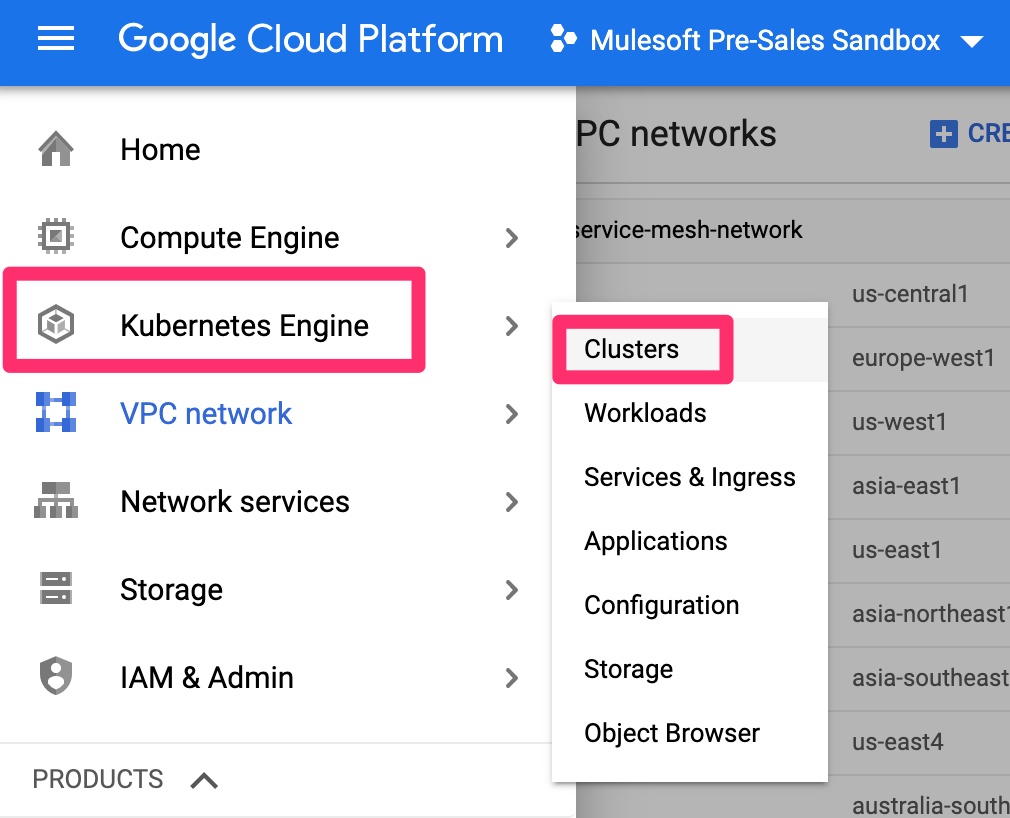 Google Cloud Platform
Mulesoft Pre-Sales Sandbox
Home
Compute Engine
Kubernetes Engine
VPC network
Network services
Storage
IAM & Admin
PRODUCTS
Clusters
Workloads
Services & Ingress
Applications
Configuration
Storage
Object Browser
PC networks
CRE
service-mesh-network
us-central1
europe-west1
us-west1
asia-east1
us-east1
asia-northeast1
asia-southeast
us-east4
australia-south